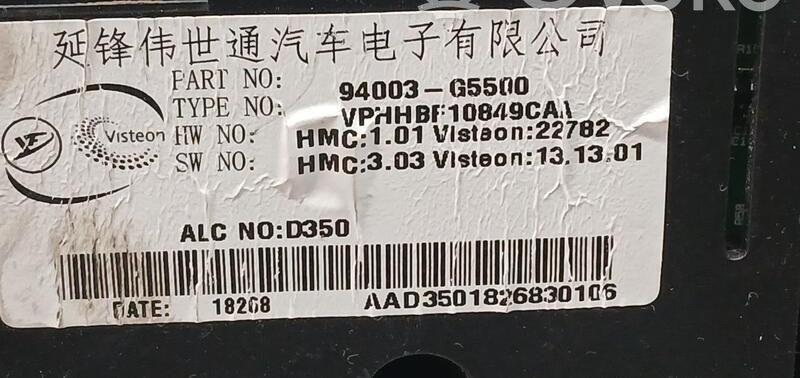 延锋伟世通汽车电子有限公司
PART NO: 94003-G5500
TYPE NO: VPHHBF10849CAA
HW NO: HMC:1.01 Visteon:22782
SW NO: HMC:3.03 Visteon:13.13.01
YF Visteon
ALC NO:D350
DATE: 18268 AAD3501826830106